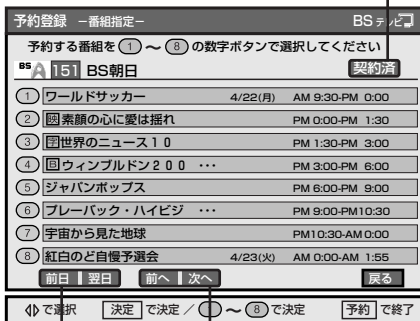 予約登録 －番組指定－ BSテレビ
予約する番組を 1 ～ 8 の数字ボタンで選択してください
BS A 151 BS朝日 契約済
1 ワールドサッカー 4/22(月) AM 9:30-PM 0:00
2 映素顔の心に愛は揺れ PM 0:00-PM 1:30
3 字世界のニュース１０ PM 1:30-PM 3:00
4 回ウィンブルドン２００ … PM 3:00-PM 6:00
5 ジャパンポップス PM 6:00-PM 9:00
6 プレーバック・ハイビジ … PM 9:00-PM10:30
7 宇宙から見た地球 PM10:30-AM 0:00
8 紅白のど自慢予選会 4/23(火) AM 0:00-AM 1:55
前日 翌日 前へ 次へ 戻る
で選択 決定 で決定 ／ 1 ～ 8 で決定 予約 で終了